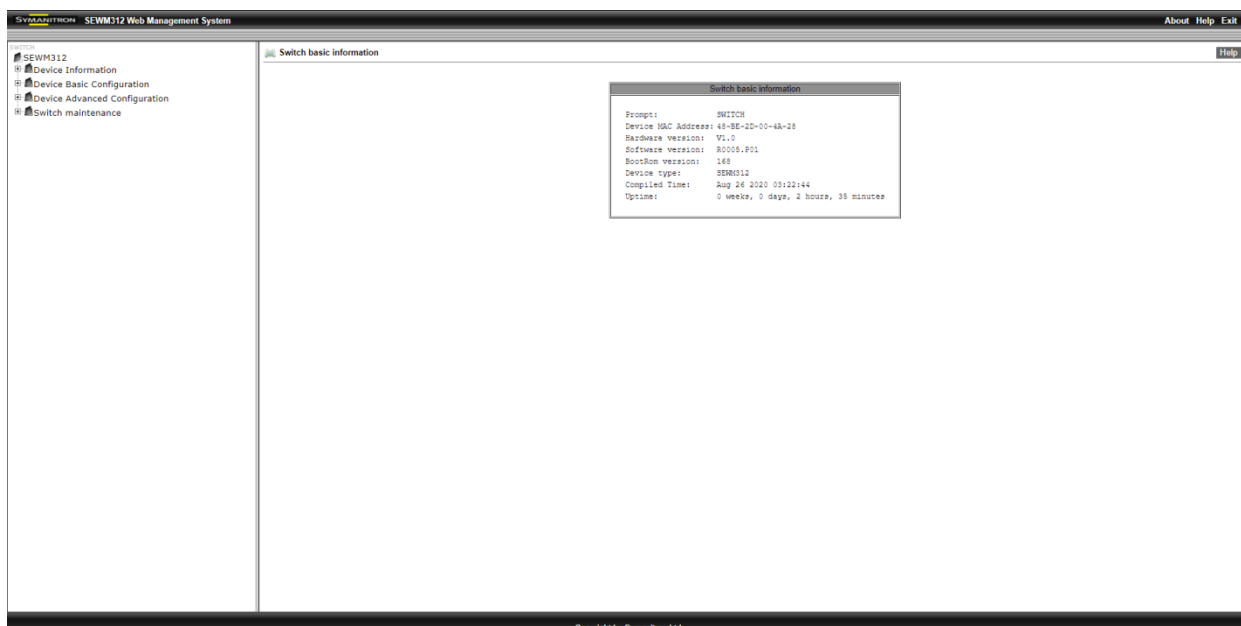 SYMANITRON SEWM312 Web Management System
About Help Exit
SWITCH
SEWM312
Device Information
Device Basic Configuration
Device Advanced Configuration
Switch maintenance
Switch basic information
Help
Switch basic information
Prompt: SWITCH
Device MAC Address: 48-BE-2D-00-4A-28
Hardware version: V1.0
Software version: R0005.P01
BootRom version: 168
Device type: SEWM312
Compiled Time: Aug 26 2020 03:22:44
Uptime: 0 weeks, 0 days, 2 hours, 35 minutes